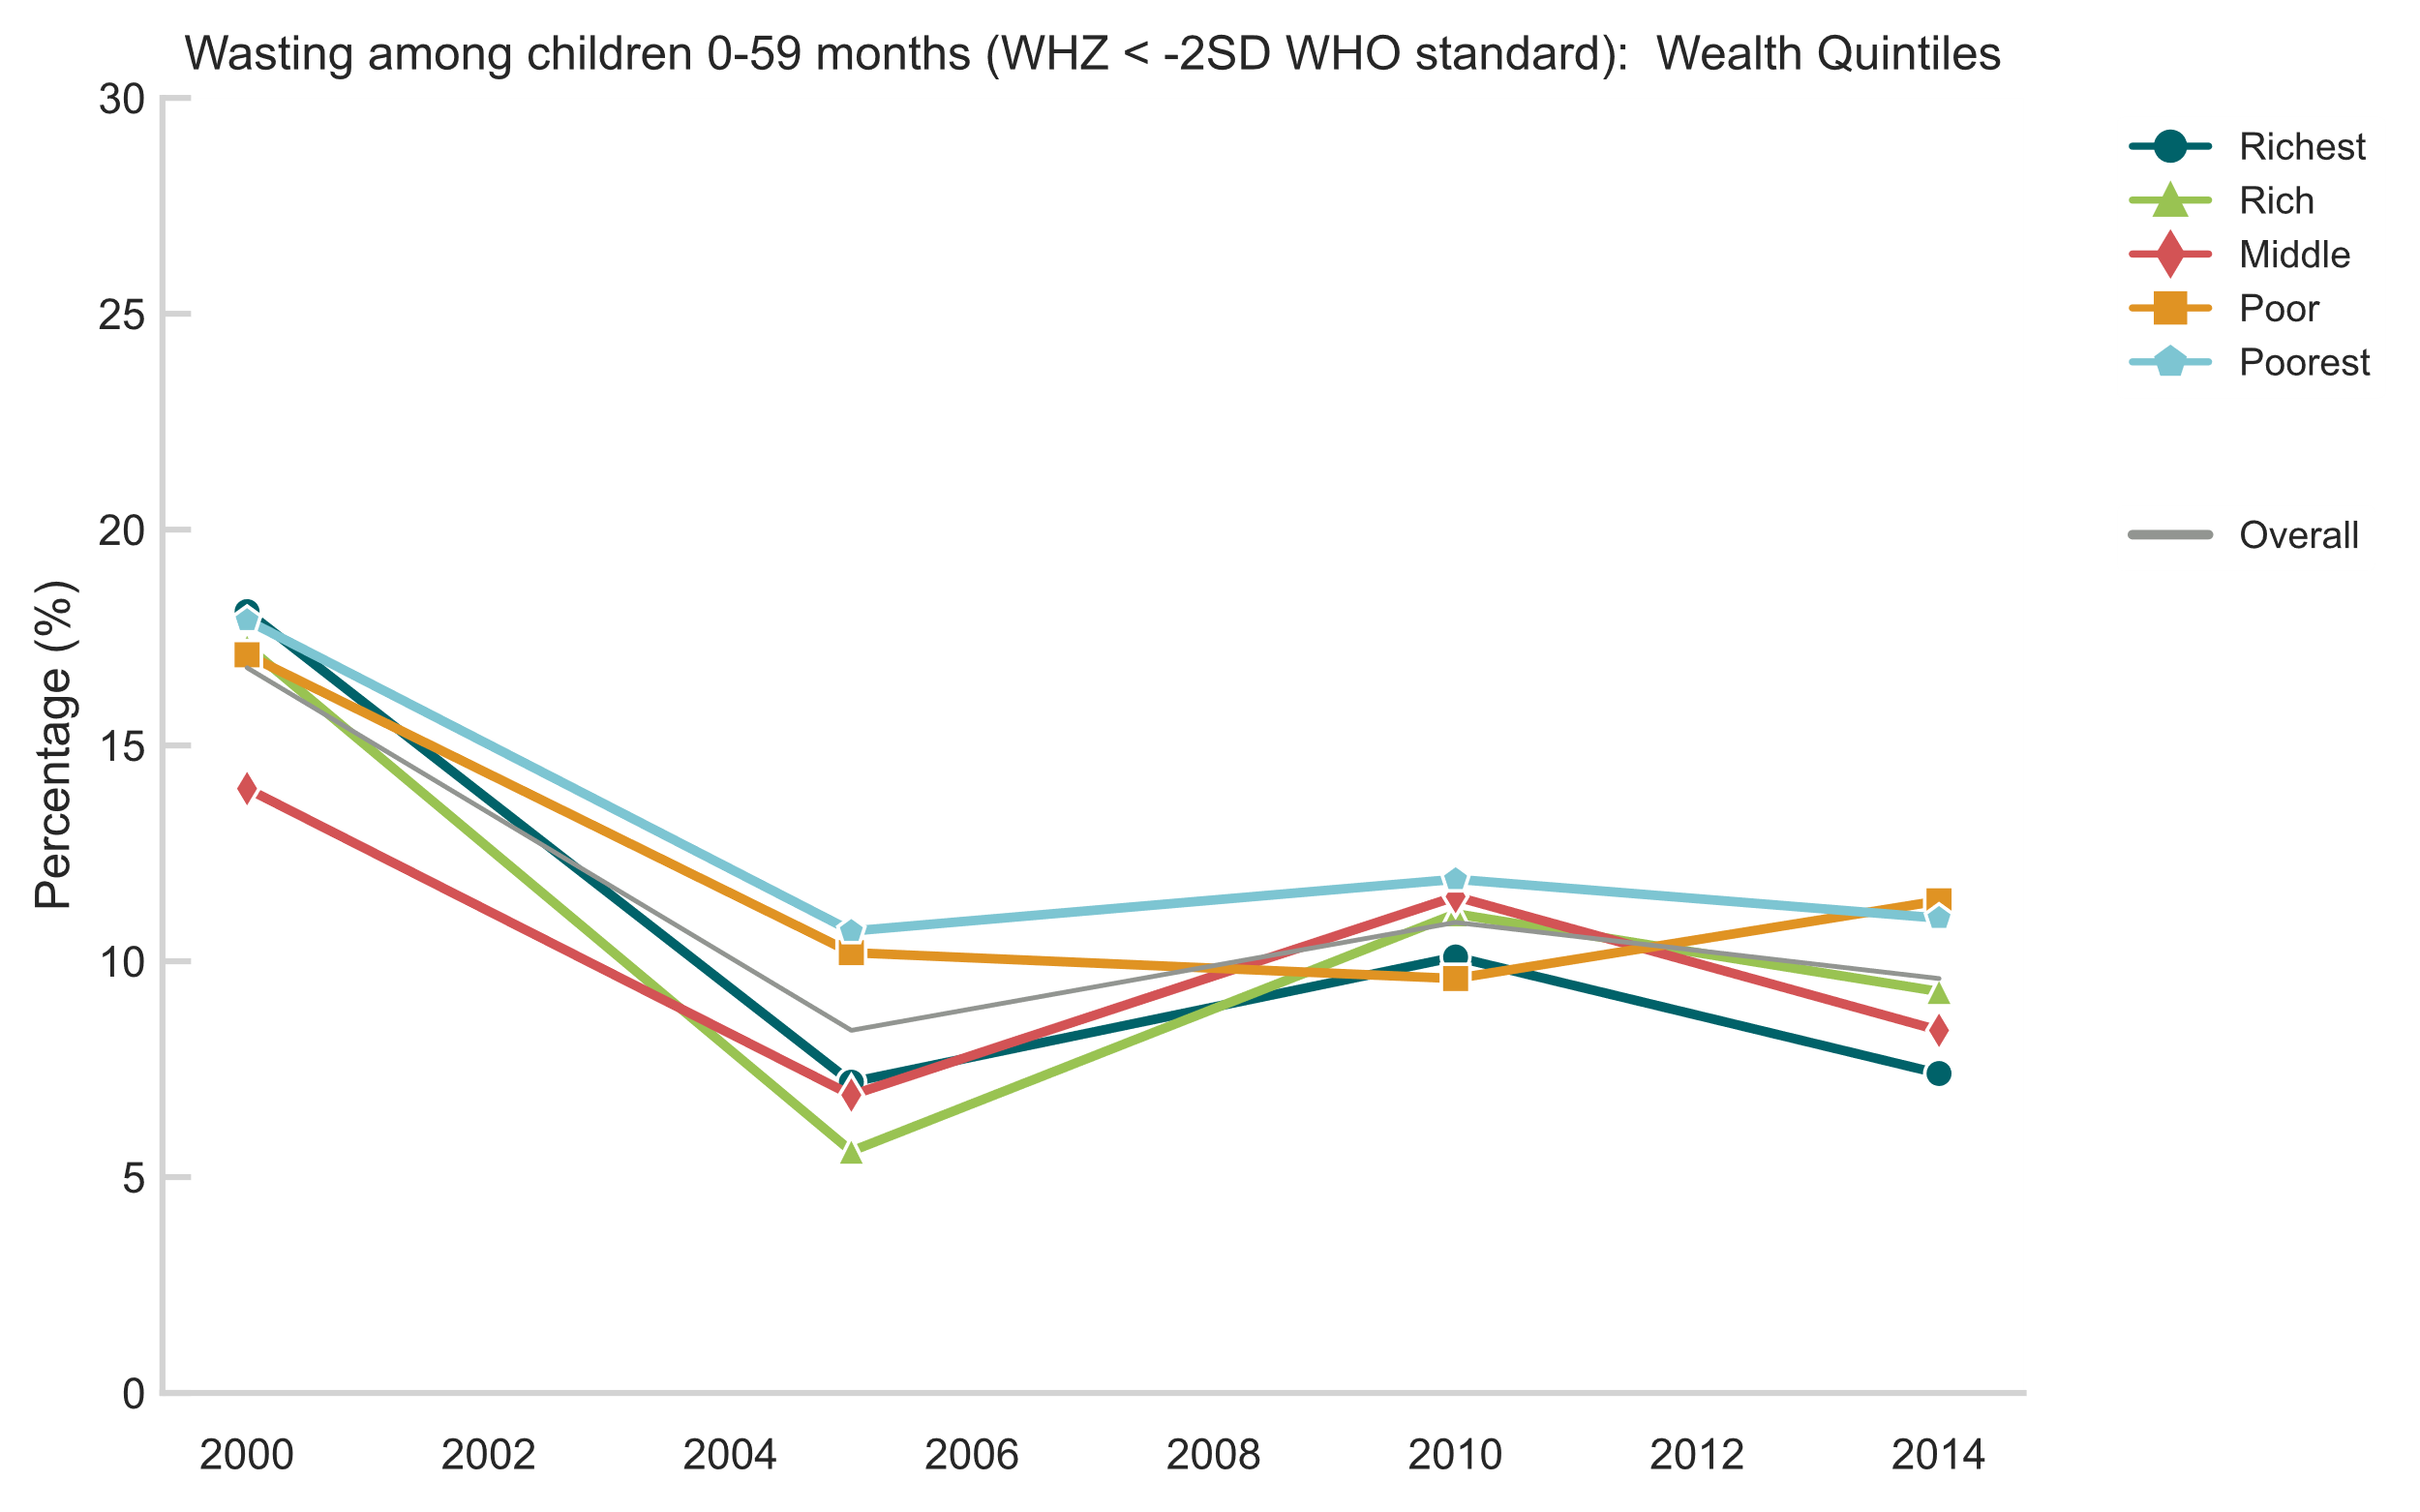 Wasting among children 0-59 months (WHZ < -2SD WHO standard):  Wealth Quintiles
Percentage (%)
30
25
20
15
10
5
0
2000 2002 2004 2006 2008 2010 2012 2014
Richest
Rich
Middle
Poor
Poorest
Overall